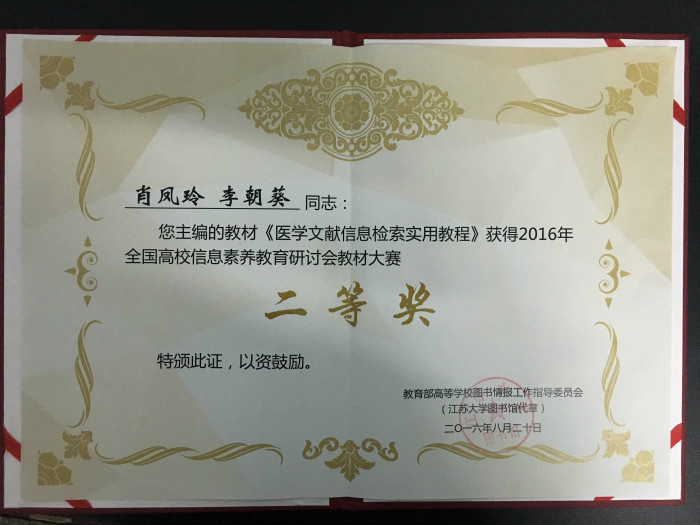 肖凤玲 李朝葵 同志：
您主编的教材《医学文献信息检索实用教程》获得2016年
全国高校信息素养教育研讨会教材大赛
二等奖
特颁此证，以资鼓励。
教育部高等学校图书情报工作指导委员会
（江苏大学图书馆代章）
二〇一六年八月二十日